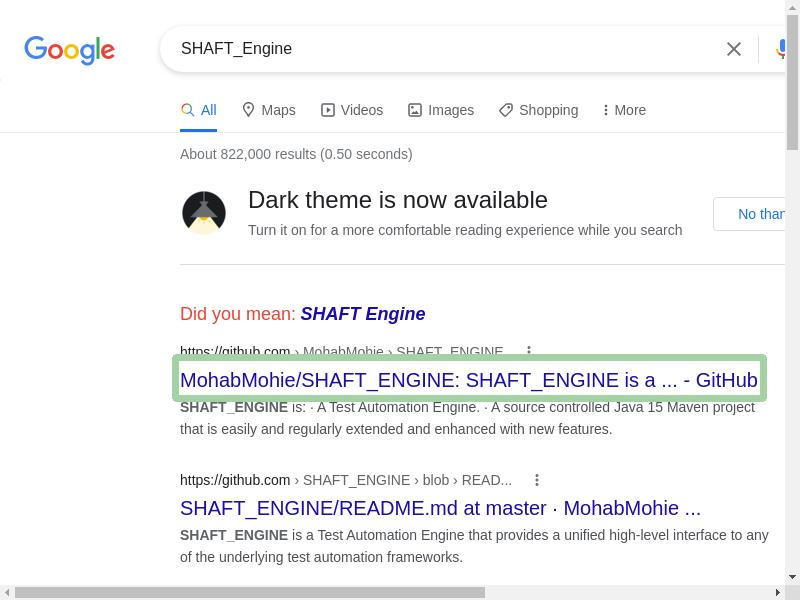 Google
SHAFT_Engine
All Maps Videos Images Shopping More
About 822,000 results (0.50 seconds)
Dark theme is now available
Turn it on for a more comfortable reading experience while you search
No than
Did you mean: SHAFT Engine
https://github.com › MohabMohie › SHAFT_ENGINE
MohabMohie/SHAFT_ENGINE: SHAFT_ENGINE is a ... - GitHub
SHAFT_ENGINE is: · A Test Automation Engine. · A source controlled Java 15 Maven project
that is easily and regularly extended and enhanced with new features.
https://github.com › SHAFT_ENGINE › blob › READ...
SHAFT_ENGINE/README.md at master · MohabMohie ...
SHAFT_ENGINE is a Test Automation Engine that provides a unified high-level interface to any
of the underlying test automation frameworks.